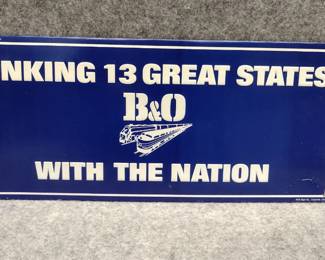 NKING 13 GREAT STATES
B&O
WITH THE NATION